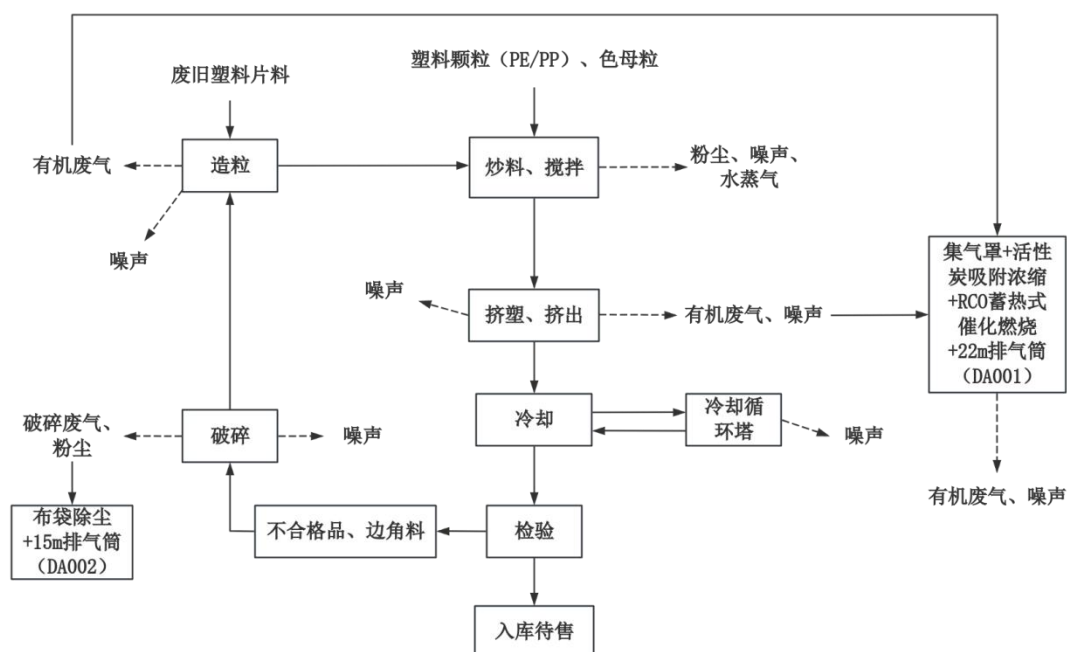 塑料颗粒（PE/PP）、色母粒
废旧塑料片料
有机废气
造粒
炒料、搅拌
粉尘、噪声、
水蒸气
噪声
集气罩+活性
炭吸附浓缩
+RCO蓄热式
催化燃烧
+22m排气筒
（DA001）
噪声
挤塑、挤出
有机废气、噪声
破碎废气、
粉尘
破碎
噪声
冷却
冷却循
环塔
噪声
有机废气、噪声
布袋除尘
+15m排气筒
（DA002）
不合格品、边角料
检验
入库待售